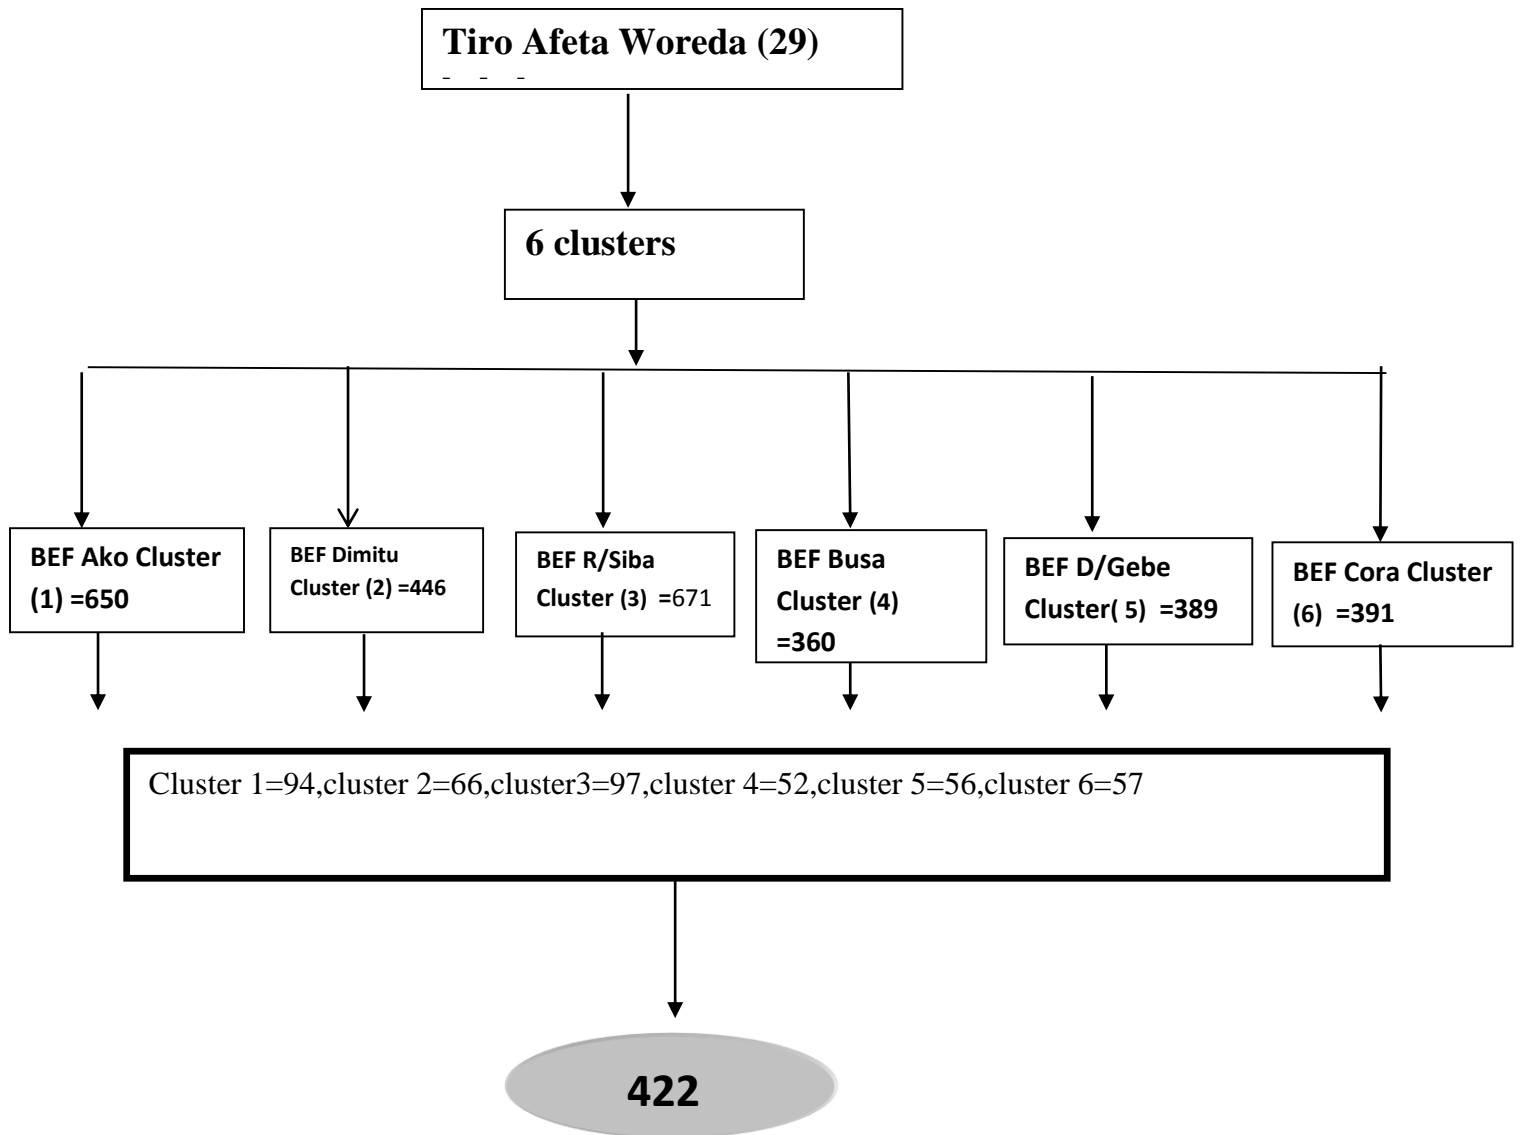 Tiro Afeta Woreda (29)
6 clusters
BEF Ako Cluster
(1) =650
BEF Dimitu
Cluster (2) =446
BEF R/Siba
Cluster (3) =671
BEF Busa
Cluster (4)
=360
BEF D/Gebe
Cluster( 5) =389
BEF Cora Cluster
(6) =391
Cluster 1=94,cluster 2=66,cluster3=97,cluster 4=52,cluster 5=56,cluster 6=57
422